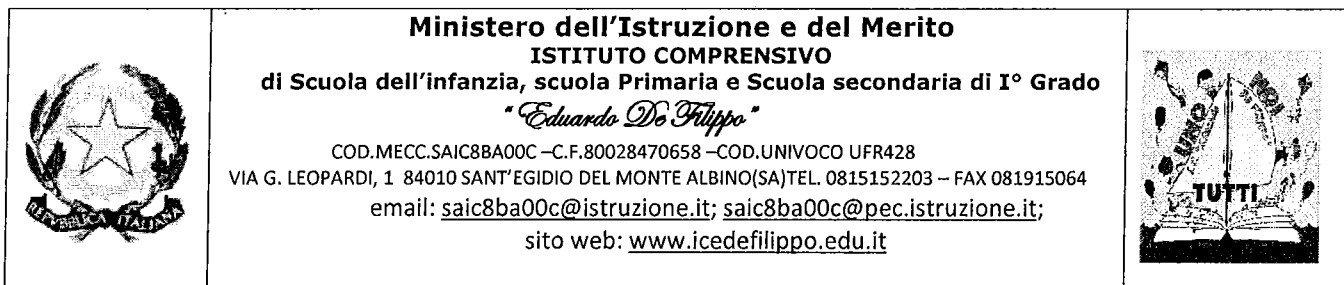 REPVBBLICA ITALIANA
Ministero dell'Istruzione e del Merito
ISTITUTO COMPRENSIVO
di Scuola dell'infanzia, scuola Primaria e Scuola secondaria di I° Grado
"Eduardo De Filippo"
COD.MECC.SAIC8BA00C –C.F.80028470658 –COD.UNIVOCO UFR428
VIA G. LEOPARDI, 1 84010 SANT'EGIDIO DEL MONTE ALBINO(SA)TEL. 0815152203 – FAX 081915064
email: saic8ba00c@istruzione.it; saic8ba00c@pec.istruzione.it;
sito web: www.icedefilippo.edu.it
UNO
NOI
TUTTI